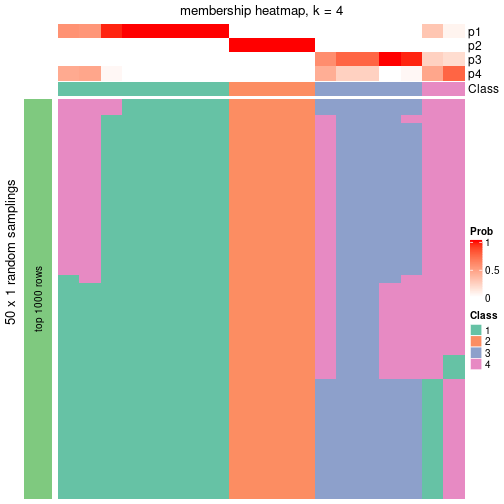 membership heatmap, k = 4
p1
p2
p3
p4
Class
50 x 1 random samplings
top 1000 rows
Prob
1
0.5
0
Class
1
2
3
4